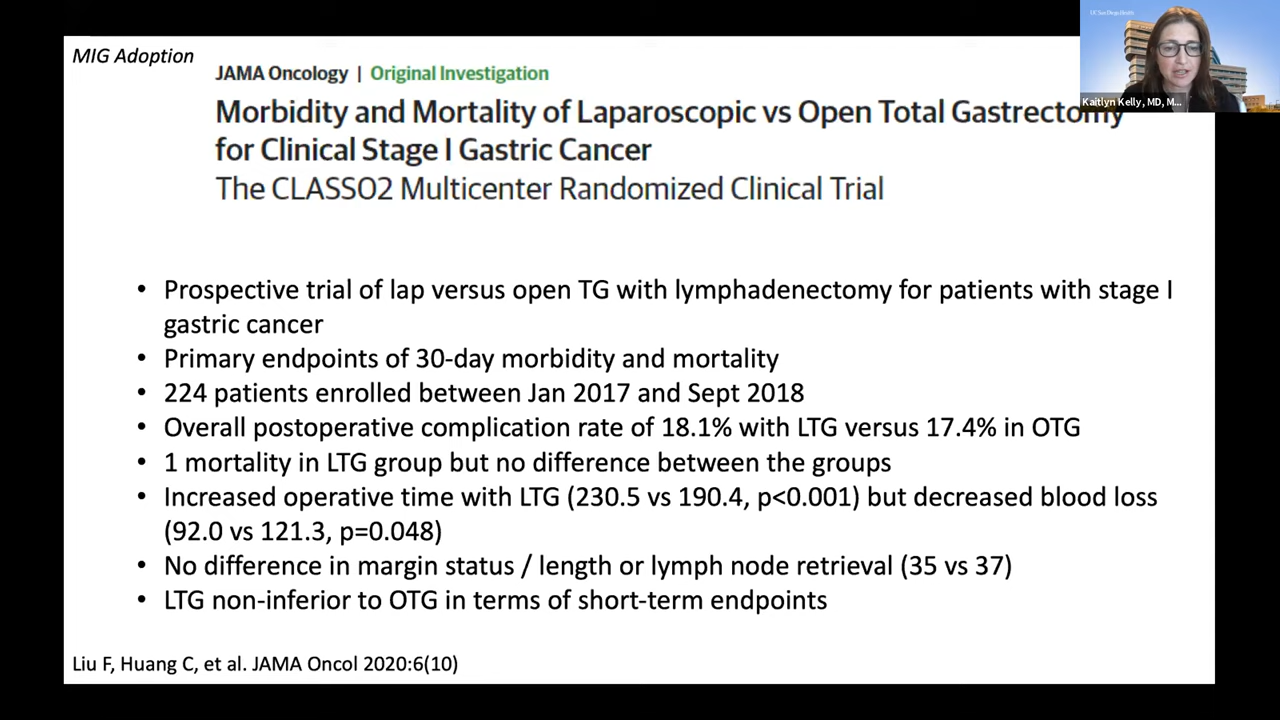 UC San Diego Health
Kaitlyn Kelly, MD, M...
MIG Adoption
JAMA Oncology | Original Investigation
Morbidity and Mortality of Laparoscopic vs Open Total Gastrectomy
for Clinical Stage I Gastric Cancer
The CLASS02 Multicenter Randomized Clinical Trial
• Prospective trial of lap versus open TG with lymphadenectomy for patients with stage I
gastric cancer
• Primary endpoints of 30-day morbidity and mortality
• 224 patients enrolled between Jan 2017 and Sept 2018
• Overall postoperative complication rate of 18.1% with LTG versus 17.4% in OTG
• 1 mortality in LTG group but no difference between the groups
• Increased operative time with LTG (230.5 vs 190.4, p<0.001) but decreased blood loss
(92.0 vs 121.3, p=0.048)
• No difference in margin status / length or lymph node retrieval (35 vs 37)
• LTG non-inferior to OTG in terms of short-term endpoints
Liu F, Huang C, et al. JAMA Oncol 2020:6(10)